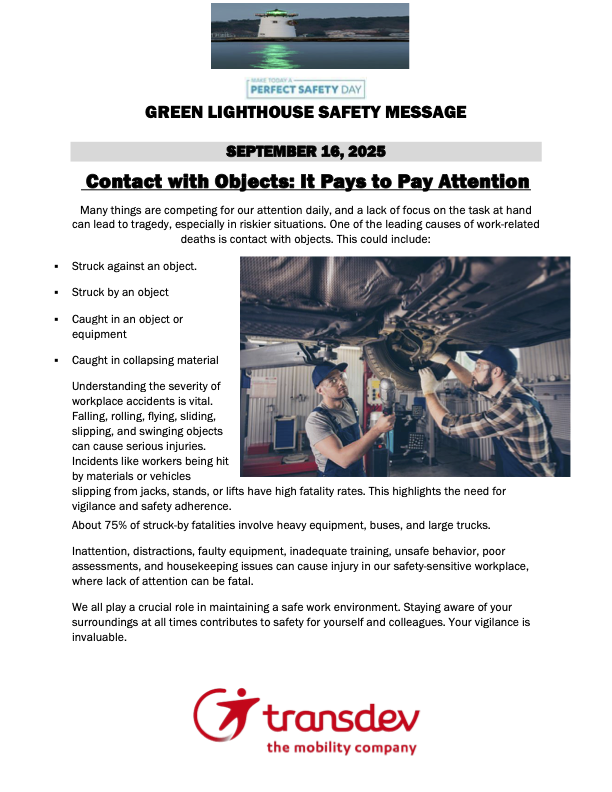 MAKE TODAY A
PERFECT SAFETY DAY
GREEN LIGHTHOUSE SAFETY MESSAGE
SEPTEMBER 16, 2025
Contact with Objects: It Pays to Pay Attention
Many things are competing for our attention daily, and a lack of focus on the task at hand
can lead to tragedy, especially in riskier situations. One of the leading causes of work-related
deaths is contact with objects. This could include:
▪ Struck against an object.
▪ Struck by an object
▪ Caught in an object or
equipment
▪ Caught in collapsing material
Understanding the severity of
workplace accidents is vital.
Falling, rolling, flying, sliding,
slipping, and swinging objects
can cause serious injuries.
Incidents like workers being hit
by materials or vehicles
slipping from jacks, stands, or lifts have high fatality rates. This highlights the need for
vigilance and safety adherence.
About 75% of struck-by fatalities involve heavy equipment, buses, and large trucks.
Inattention, distractions, faulty equipment, inadequate training, unsafe behavior, poor
assessments, and housekeeping issues can cause injury in our safety-sensitive workplace,
where lack of attention can be fatal.
We all play a crucial role in maintaining a safe work environment. Staying aware of your
surroundings at all times contributes to safety for yourself and colleagues. Your vigilance is
invaluable.
transdev
the mobility company